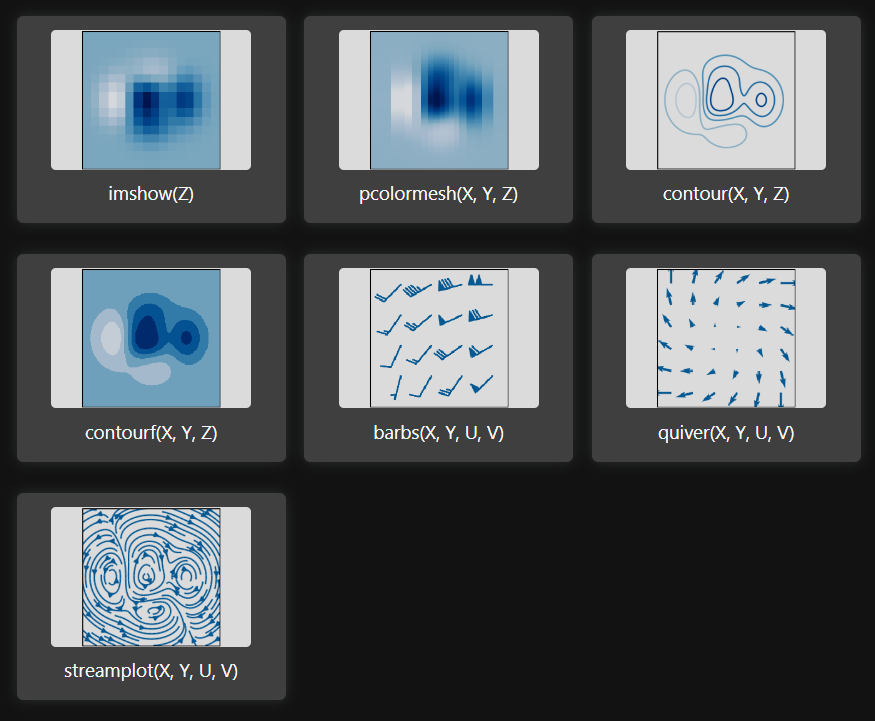 imshow(Z)
pcolormesh(X, Y, Z)
contour(X, Y, Z)
contourf(X, Y, Z)
barbs(X, Y, U, V)
quiver(X, Y, U, V)
streamplot(X, Y, U, V)